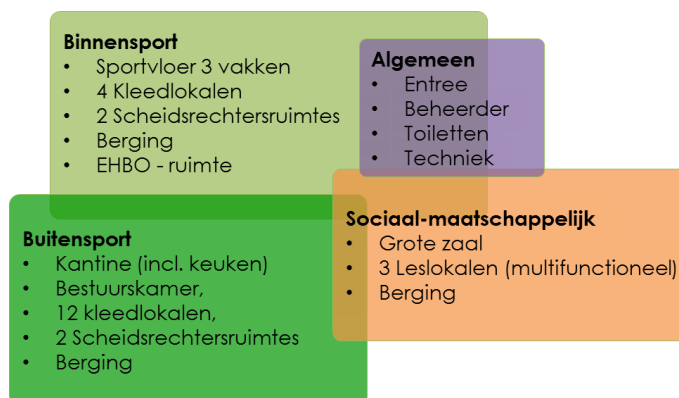 Binnensport
• Sportvloer 3 vakken
• 4 Kleedlokalen
• 2 Scheidsrechtersruimtes
• Berging
• EHBO - ruimte
Algemeen
• Entree
• Beheerder
• Toiletten
• Techniek
Buitensport
• Kantine (incl. keuken)
• Bestuurskamer,
• 12 kleedlokalen,
• 2 Scheidsrechtersruimtes
• Berging
Sociaal-maatschappelijk
• Grote zaal
• 3 Leslokalen (multifunctioneel)
• Berging